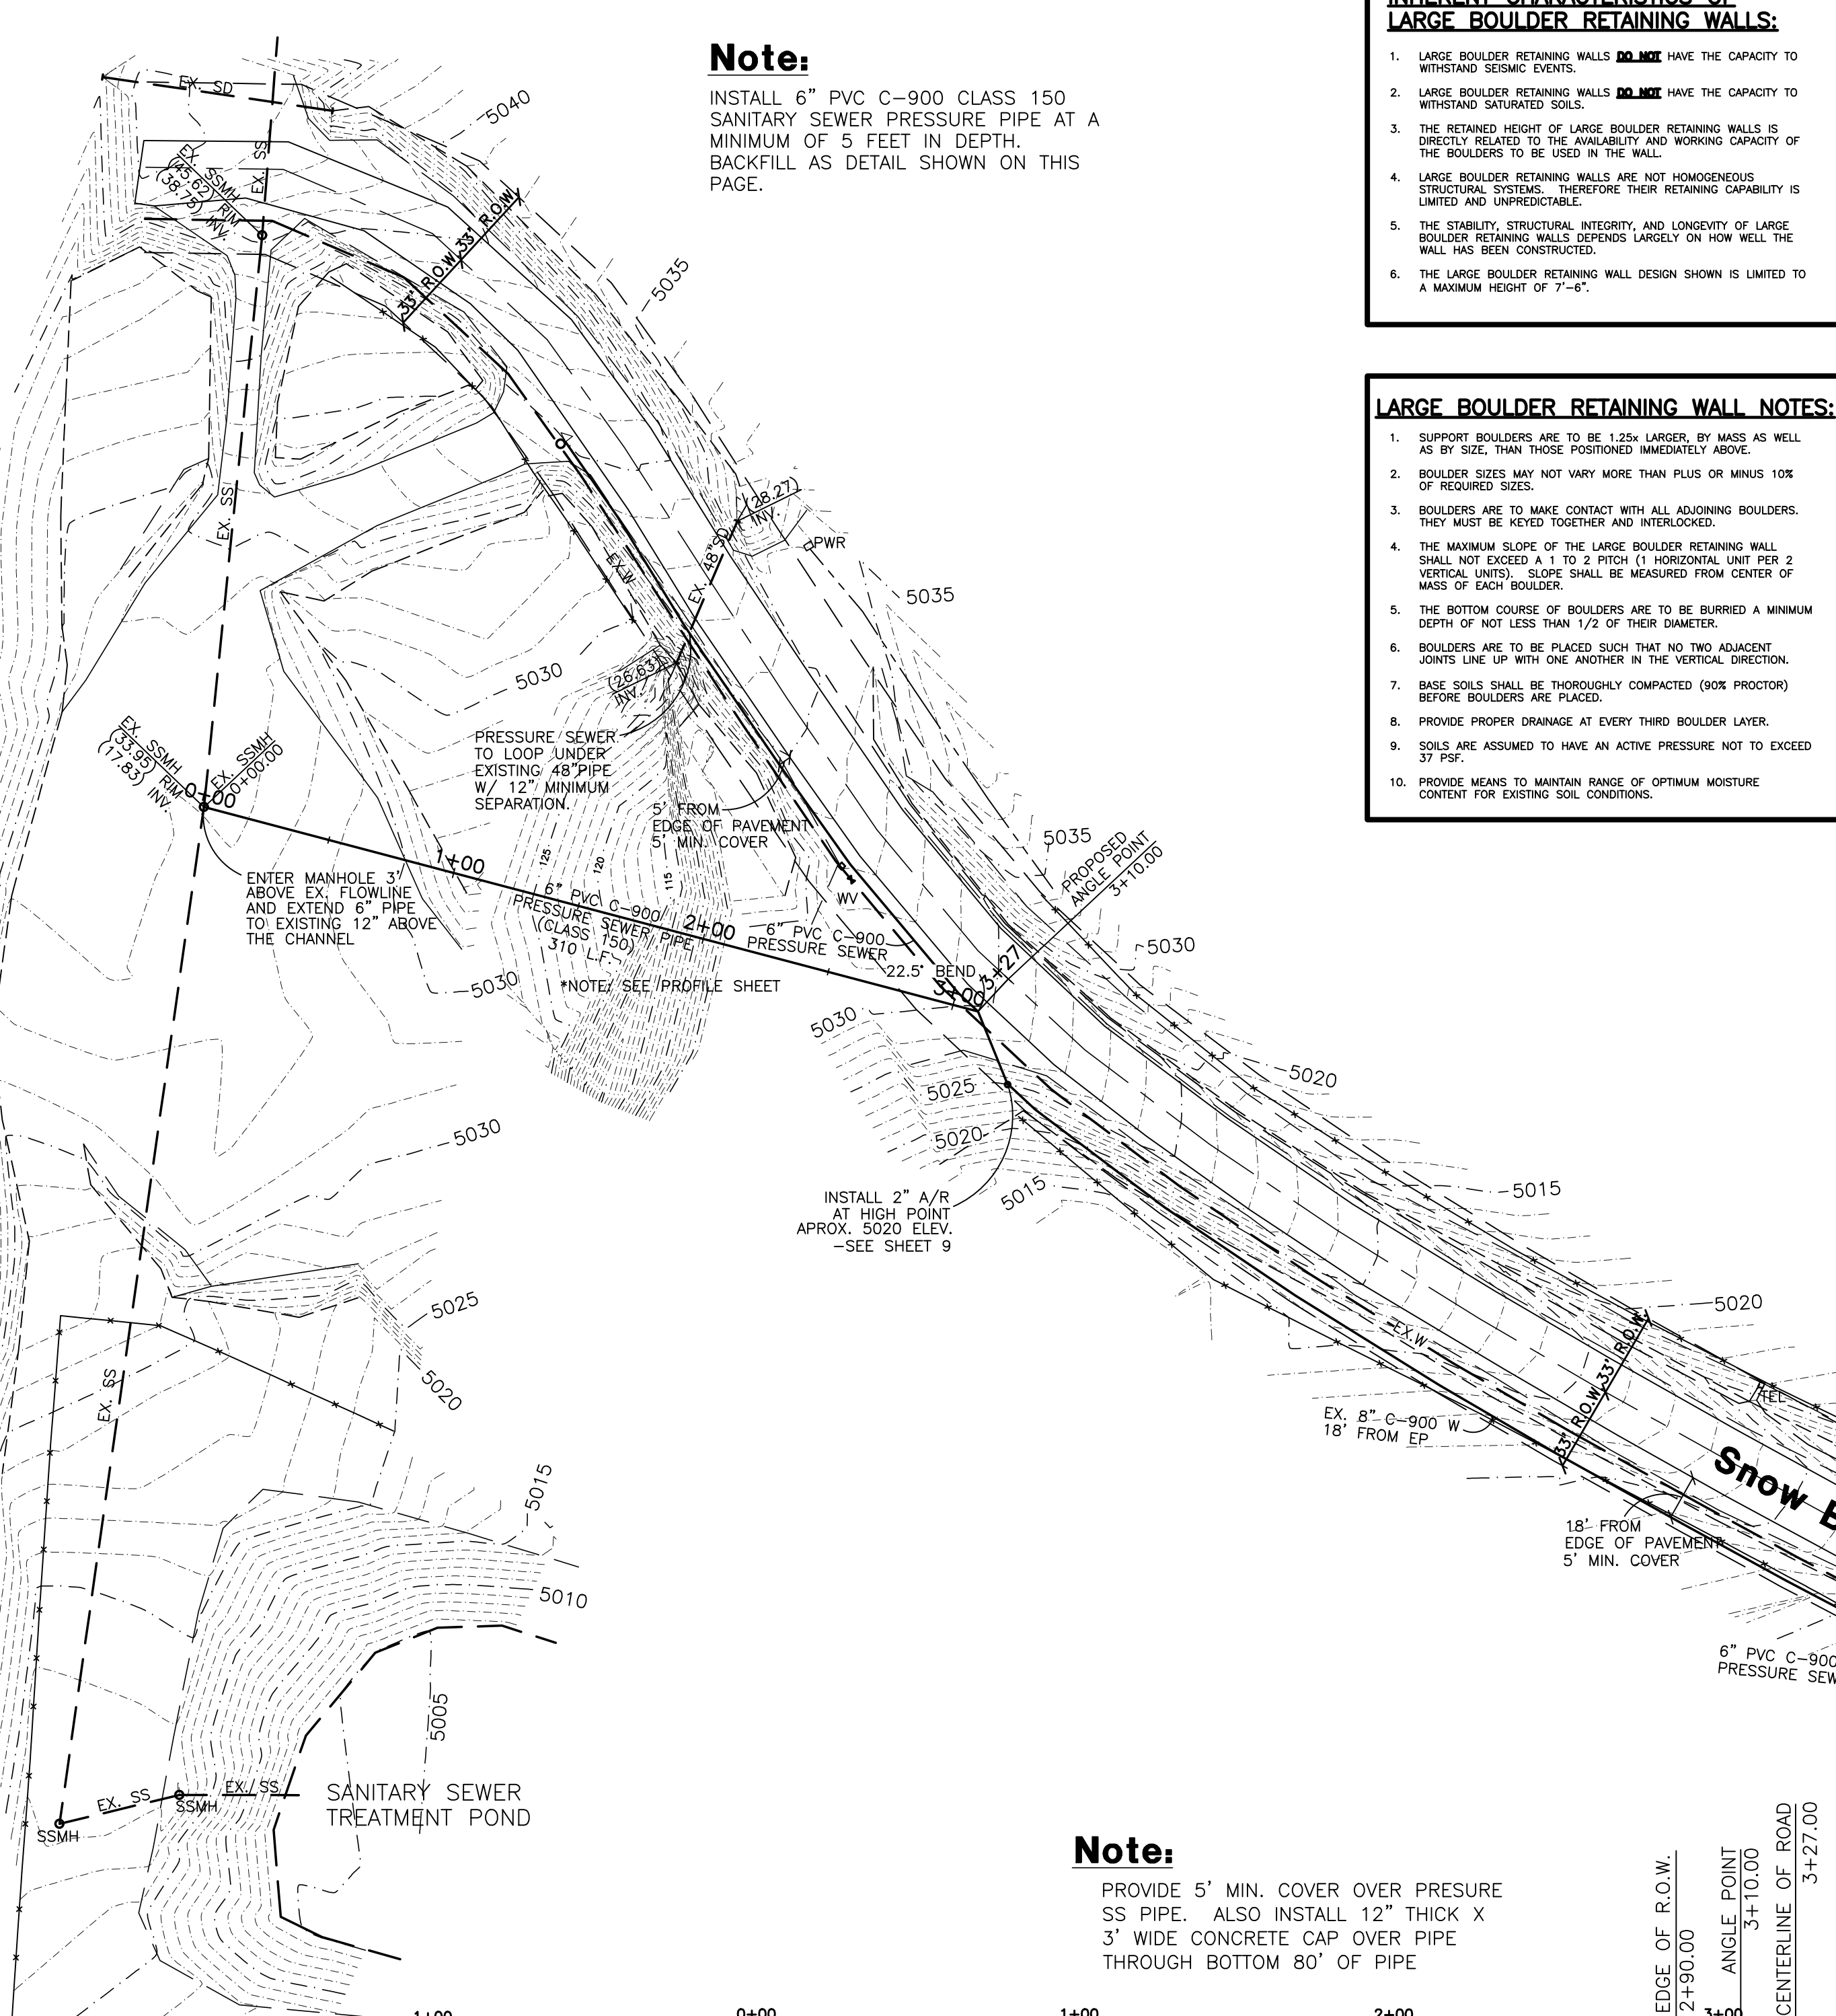 Note:
INSTALL 6” PVC C-900 CLASS 150
SANITARY SEWER PRESSURE PIPE AT A
MINIMUM OF 5 FEET IN DEPTH.
BACKFILL AS DETAIL SHOWN ON THIS
PAGE.
INHERENT CHARACTERISTICS OF
LARGE BOULDER RETAINING WALLS:
1. LARGE BOULDER RETAINING WALLS DO NOT HAVE THE CAPACITY TO
WITHSTAND SEISMIC EVENTS.
2. LARGE BOULDER RETAINING WALLS DO NOT HAVE THE CAPACITY TO
WITHSTAND SATURATED SOILS.
3. THE RETAINED HEIGHT OF LARGE BOULDER RETAINING WALLS IS
DIRECTLY RELATED TO THE AVAILABILITY AND WORKING CAPACITY OF
THE BOULDERS TO BE USED IN THE WALL.
4. LARGE BOULDER RETAINING WALLS ARE NOT HOMOGENEOUS
STRUCTURAL SYSTEMS. THEREFORE THEIR RETAINING CAPABILITY IS
LIMITED AND UNPREDICTABLE.
5. THE STABILITY, STRUCTURAL INTEGRITY, AND LONGEVITY OF LARGE
BOULDER RETAINING WALLS DEPENDS LARGELY ON HOW WELL THE
WALL HAS BEEN CONSTRUCTED.
6. THE LARGE BOULDER RETAINING WALL DESIGN SHOWN IS LIMITED TO
A MAXIMUM HEIGHT OF 7’-6”.
LARGE BOULDER RETAINING WALL NOTES:
1. SUPPORT BOULDERS ARE TO BE 1.25x LARGER, BY MASS AS WELL
AS BY SIZE, THAN THOSE POSITIONED IMMEDIATELY ABOVE.
2. BOULDER SIZES MAY NOT VARY MORE THAN PLUS OR MINUS 10%
OF REQUIRED SIZES.
3. BOULDERS ARE TO MAKE CONTACT WITH ALL ADJOINING BOULDERS.
THEY MUST BE KEYED TOGETHER AND INTERLOCKED.
4. THE MAXIMUM SLOPE OF THE LARGE BOULDER RETAINING WALL
SHALL NOT EXCEED A 1 TO 2 PITCH (1 HORIZONTAL UNIT PER 2
VERTICAL UNITS). SLOPE SHALL BE MEASURED FROM CENTER OF
MASS OF EACH BOULDER.
5. THE BOTTOM COURSE OF BOULDERS ARE TO BE BURRIED A MINIMUM
DEPTH OF NOT LESS THAN 1/2 OF THEIR DIAMETER.
6. BOULDERS ARE TO BE PLACED SUCH THAT NO TWO ADJACENT
JOINTS LINE UP WITH ONE ANOTHER IN THE VERTICAL DIRECTION.
7. BASE SOILS SHALL BE THOROUGHLY COMPACTED (90% PROCTOR)
BEFORE BOULDERS ARE PLACED.
8. PROVIDE PROPER DRAINAGE AT EVERY THIRD BOULDER LAYER.
9. SOILS ARE ASSUMED TO HAVE AN ACTIVE PRESSURE NOT TO EXCEED
37 PSF.
10. PROVIDE MEANS TO MAINTAIN RANGE OF OPTIMUM MOISTURE
CONTENT FOR EXISTING SOIL CONDITIONS.
EX. SD
5040
EX. SS
EX. SSMH
(45.62) RIM
(38.75) INV.
33' R.O.W.
33' R.O.W.
5035
EX. SS
(28.27)
INV.
EX. 48"SD
PWR
EX.W
5035
5030
(26.63)
INV.
PRESSURE SEWER
TO LOOP UNDER
EXISTING 48"PIPE
W/ 12" MINIMUM
SEPARATION.
EX. SSMH
(33.95) RIM
(17.83) INV.
EX. SSMH
0+00.00
0+00
5' FROM
EDGE OF PAVEMENT
5' MIN. COVER
5035
PROPOSED
ANGLE POINT
3+10.00
1+00
125
120
115
ENTER MANHOLE 3'
ABOVE EX. FLOWLINE
AND EXTEND 6" PIPE
TO EXISTING 12" ABOVE
THE CHANNEL
6" PVC C-900
PRESSURE SEWER PIPE
(CLASS 150)
310 L.F.
2+00
WV
6" PVC C-900
PRESSURE SEWER
5030
22.5° BEND
3+00
3+27
5030
*NOTE: SEE PROFILE SHEET
5030
5020
5025
5030
5020
5015
INSTALL 2" A/R
AT HIGH POINT
APROX. 5020 ELEV.
-SEE SHEET 9
5015
5025
5020
EX.W
5020
33' R.O.W.
33' R.O.W.
TEL
EX. SS
5020
EX. 8" C-900 W
18' FROM EP
Snow B
5015
18' FROM
EDGE OF PAVEMENT
5' MIN. COVER
5010
6" PVC C-900
PRESSURE SEW
5005
EX. SS
EX. SS
SSMH
SSMH
SANITARY SEWER
TREATMENT POND
Note:
PROVIDE 5' MIN. COVER OVER PRESURE
SS PIPE. ALSO INSTALL 12" THICK X
3' WIDE CONCRETE CAP OVER PIPE
THROUGH BOTTOM 80' OF PIPE
EDGE OF R.O.W.
2+90.00
ANGLE POINT
3+10.00
CENTERLINE OF ROAD
3+27.00
1+00
0+00
1+00
2+00
3+00